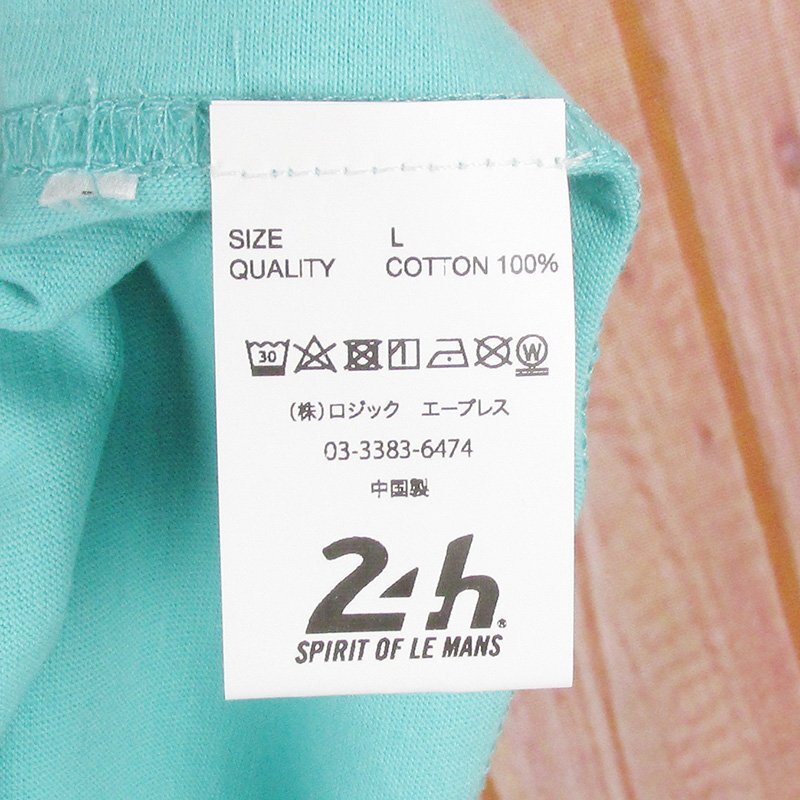 SIZE L
QUALITY COTTON 100%
30 W
(株)ロジック エープレス
03-3383-6474
中国製
24h®
SPIRIT OF LE MANS